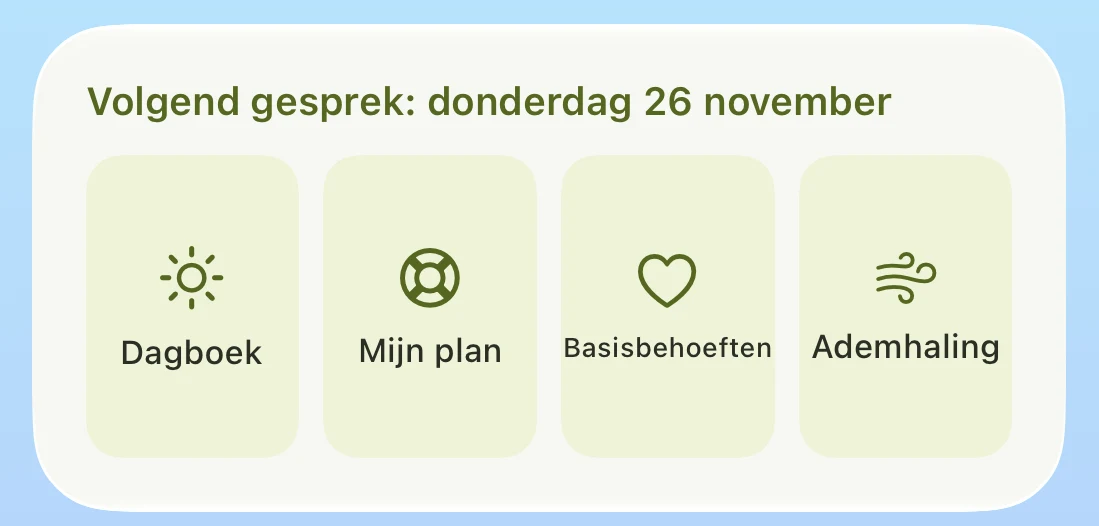 Volgend gesprek: donderdag 26 november
Dagboek
Mijn plan
Basisbehoeften
Ademhaling